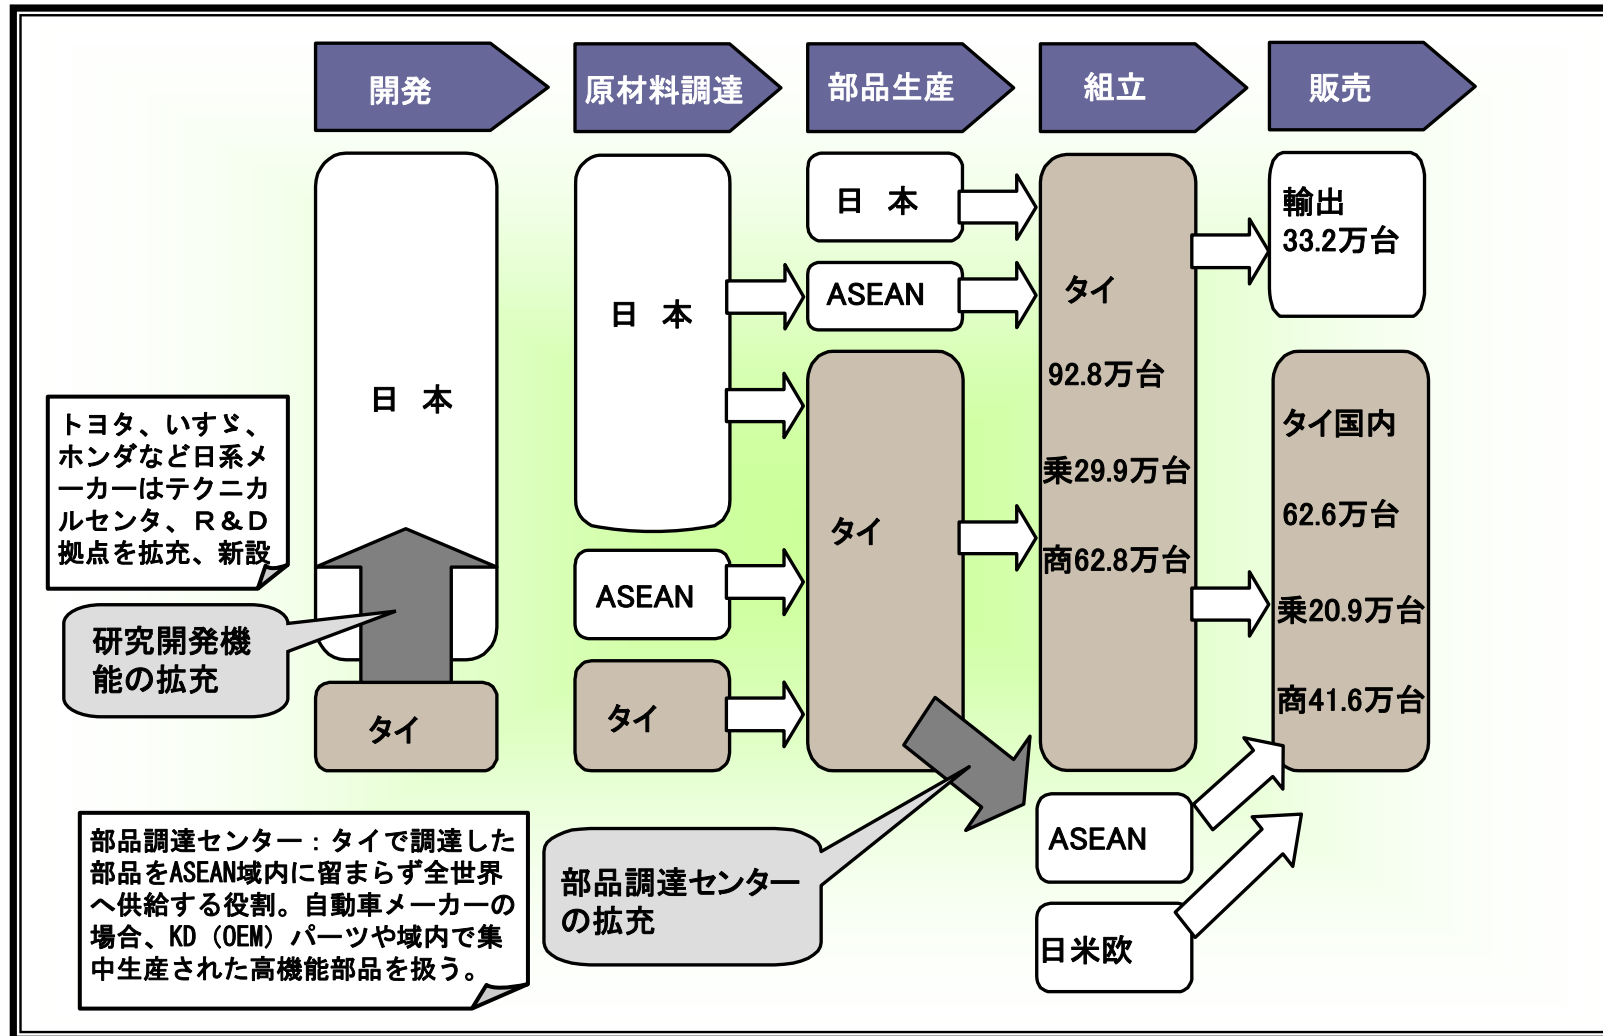 開発
原材料調達
部品生産
組立
販売
日 本
タイ
トヨタ、いすゞ、
ホンダなど日系メ
ーカーはテクニカ
ルセンタ、R＆D
拠点を拡充、新設
研究開発機
能の拡充
日 本
ASEAN
タイ
日 本
ASEAN
タイ
タイ
92.8万台
乗29.9万台
商62.8万台
ASEAN
日米欧
輸出
33.2万台
タイ国内
62.6万台
乗20.9万台
商41.6万台
部品調達センター：タイで調達した
部品をASEAN域内に留まらず全世界
へ供給する役割。自動車メーカーの
場合、KD（OEM）パーツや域内で集
中生産された高機能部品を扱う。
部品調達センター
の拡充